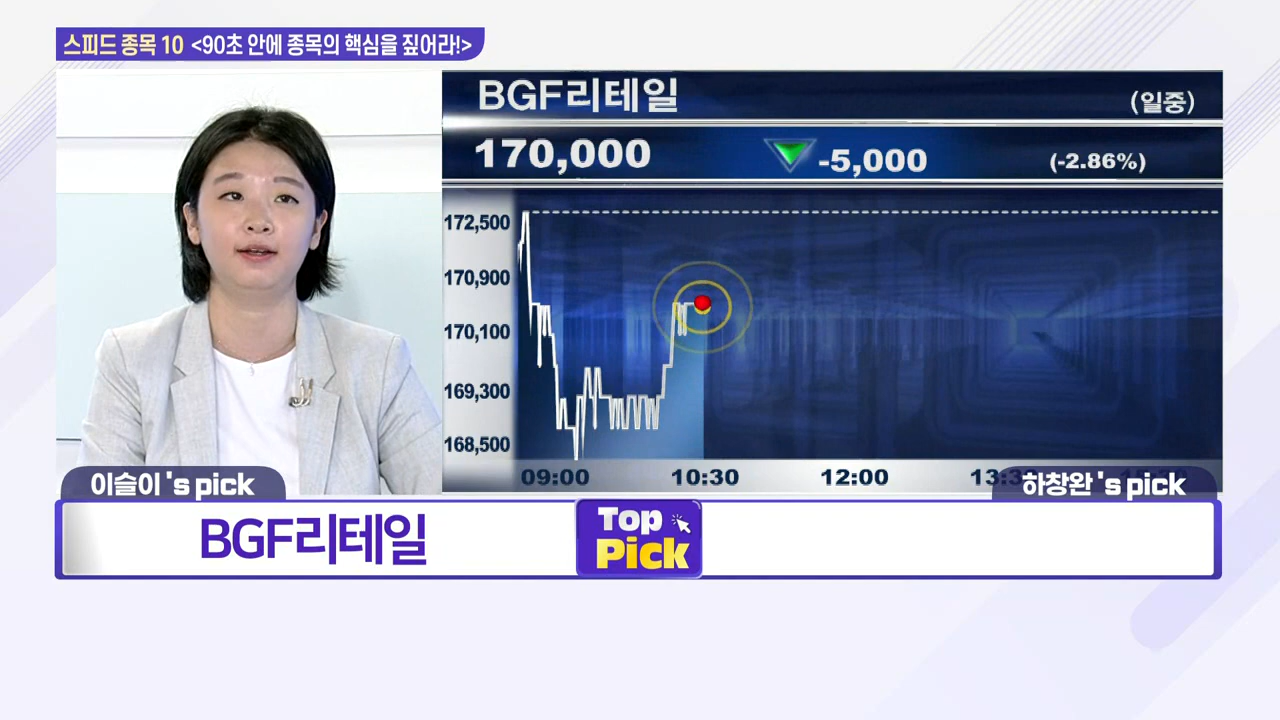 스피드 종목 10 <90초 안에 종목의 핵심을 짚어라!>
BGF리테일 (일중)
170,000 -5,000 (-2.86%)
172,500
170,900
170,100
169,300
168,500
09:00 10:30 12:00
이슬이 's pick
하창완 's pick
BGF리테일
Top
Pick